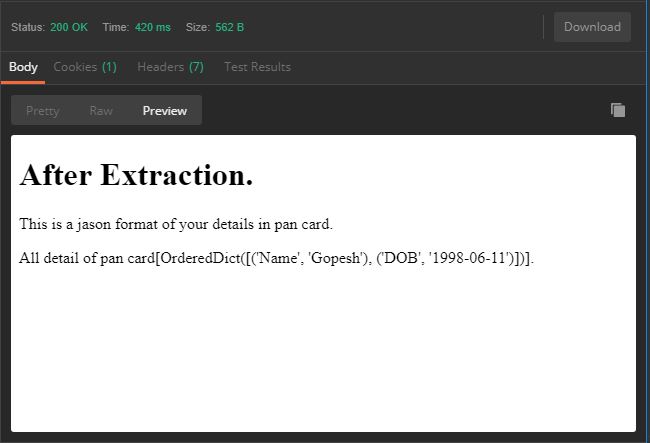 Status: 200 OK Time: 420 ms Size: 562 B Download
Body Cookies (1) Headers (7) Test Results
Pretty Raw Preview
After Extraction.
This is a jason format of your details in pan card.
All detail of pan card[OrderedDict([('Name', 'Gopesh'), ('DOB', '1998-06-11')])].